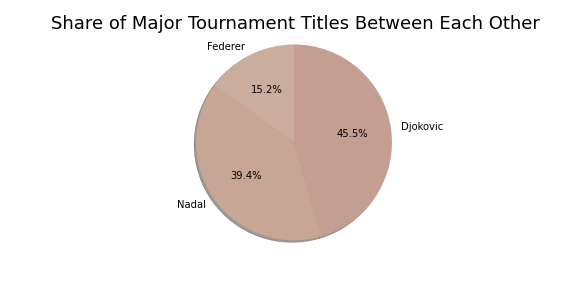 Share of Major Tournament Titles Between Each Other
Federer
15.2%
Djokovic
45.5%
39.4%
Nadal